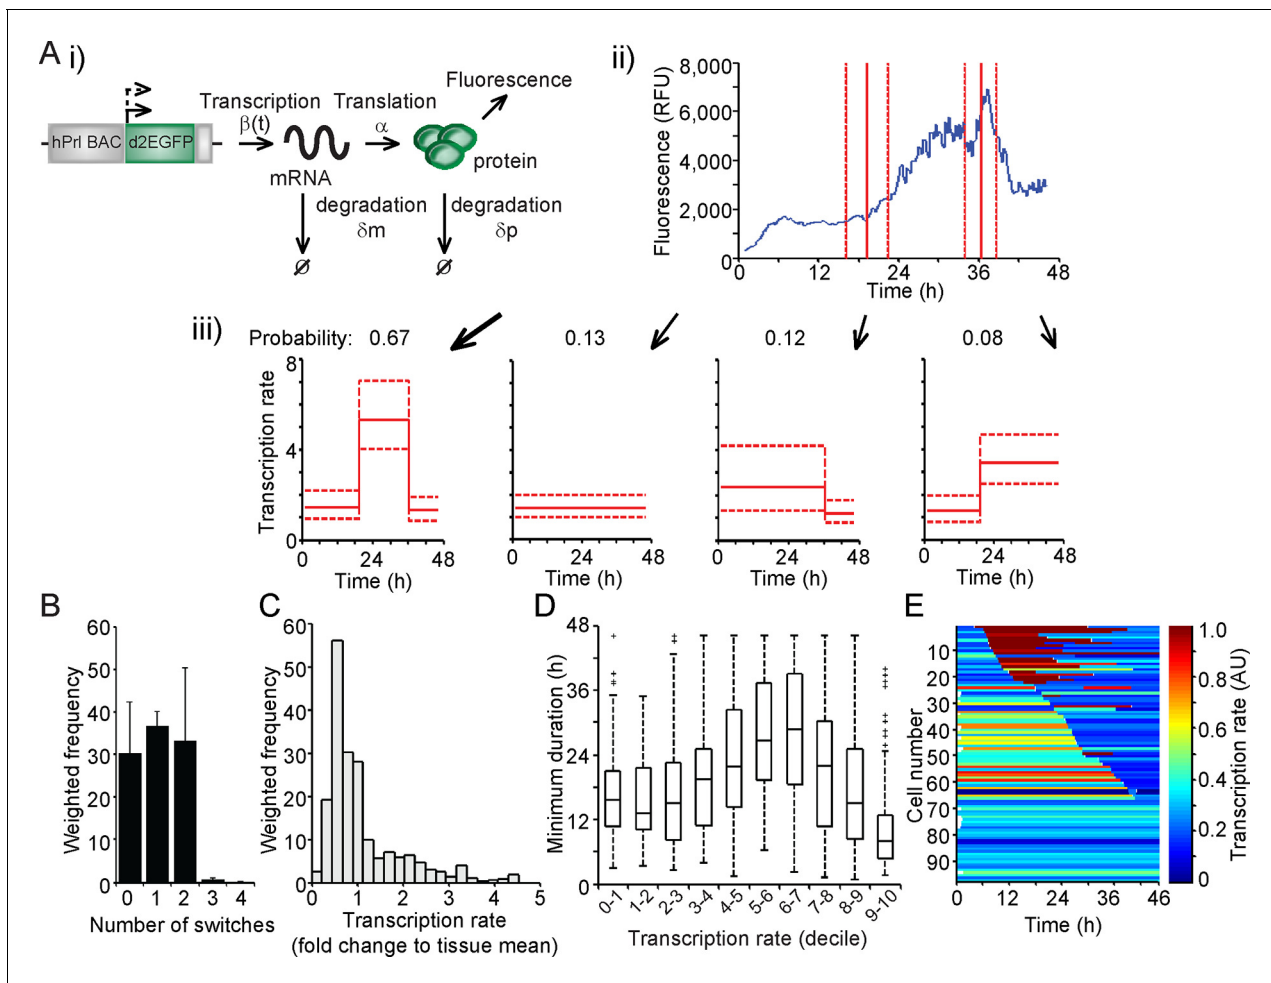 A i)
Fluorescence
Transcription
Translation
β(t)
α
hPrl BAC
d2EGFP
protein
mRNA
degradation
δm
degradation
δp
∅
∅
ii)
8,000
6,000
4,000
2,000
0
Fluorescence (RFU)
12
24
36
48
Time (h)
iii)
Probability: 0.67
0.13
0.12
0.08
Transcription rate
8
4
0
0 24 48
Time (h)
0 24 48
Time (h)
0 24 48
Time (h)
0 24 48
Time (h)
B
Weighted frequency
60
50
40
30
20
10
0
0 1 2 3 4
Number of switches
C
Weighted frequency
60
50
40
30
20
10
0
0 1 2 3 4 5
Transcription rate
(fold change to tissue mean)
D
Minimum duration (h)
48
36
24
12
0
0-1 1-2 2-3 3-4 4-5 5-6 6-7 7-8 8-9 9-10
Transcription rate (decile)
E
Cell number
10
20
30
40
50
60
70
80
90
0 12 24 36 46
Time (h)
1.0
0.8
0.6
0.4
0.2
0
Transcription rate (AU)